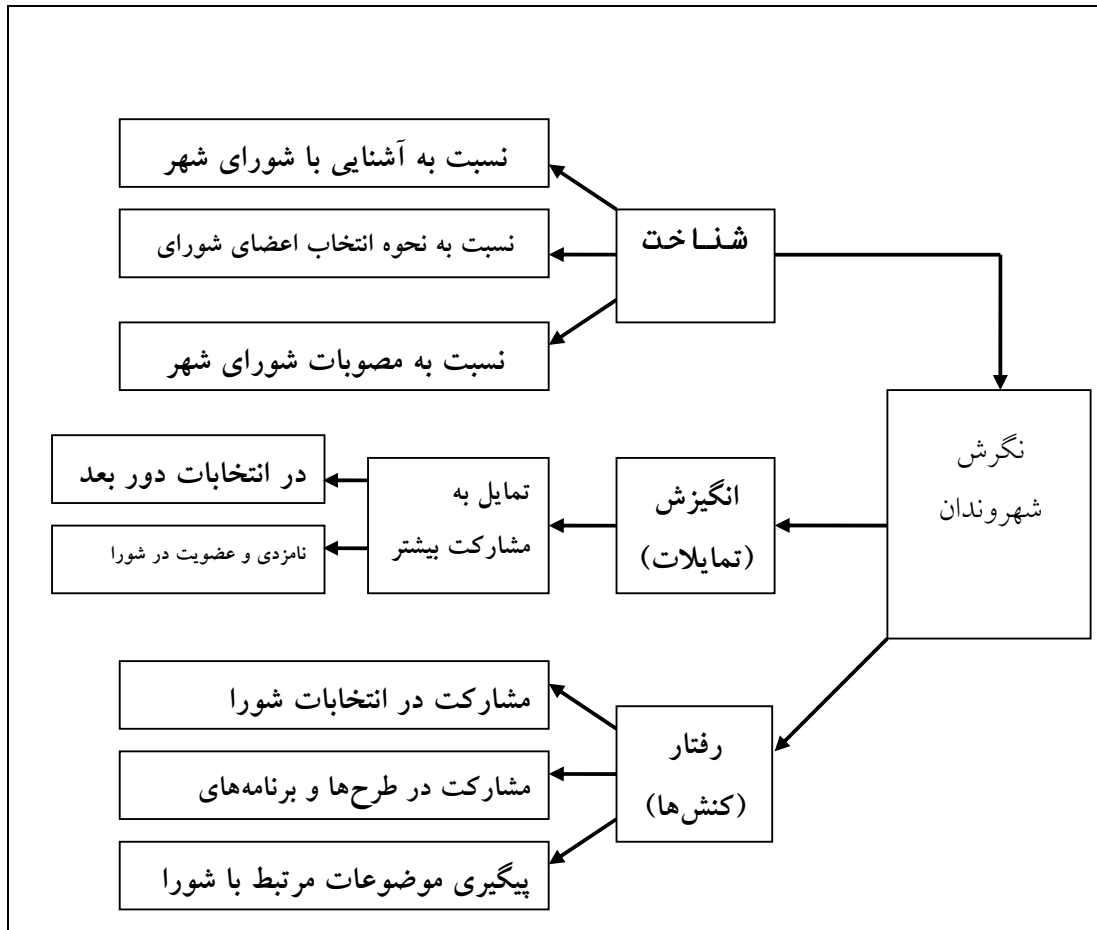 نسبت به آشنایی با شورای شهر
نسبت به نحوه انتخاب اعضای شورای
نسبت به مصوبات شورای شهر
شنـاخت
نگرش
شهروندان
انگیزش
(تمایلات)
تمایل به
مشارکت بیشتر
در انتخابات دور بعد
نامزدی و عضویت در شورا
رفتار
(کنش‌ها)
مشارکت در انتخابات شورا
مشارکت در طرح‌ها و برنامه‌های
پیگیری موضوعات مرتبط با شورا